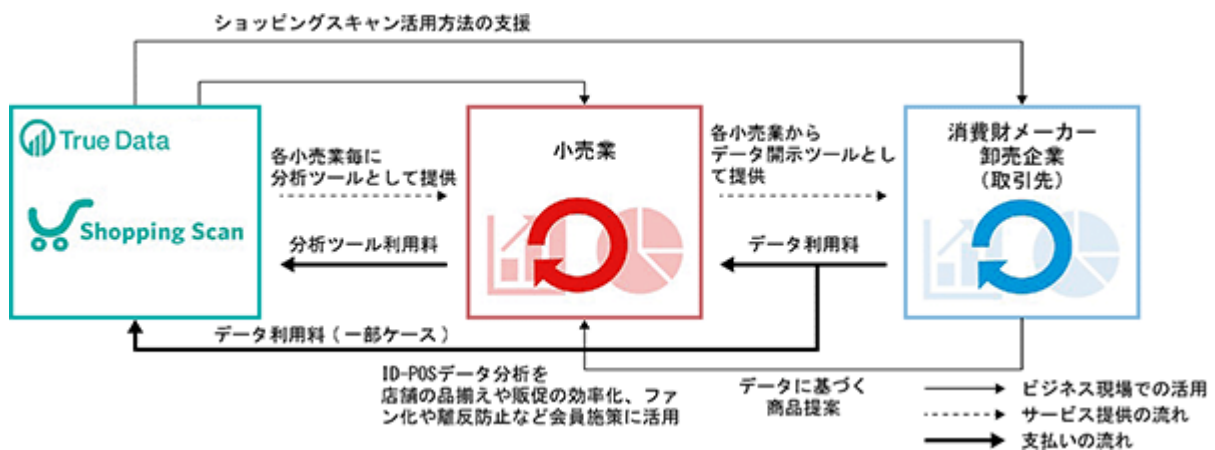 ショッピングスキャン活用方法の支援
True Data
Shopping Scan
各小売業毎に
分析ツールとして提供
分析ツール利用料
小売業
各小売業から
データ開示ツールとし
て提供
データ利用料
消費財メーカー
卸売企業
（取引先）
データ利用料（一部ケース）
ID-POSデータ分析を
店舗の品揃えや販促の効率化、ファ
ン化や離反防止など会員施策に活用
データに基づく
商品提案
ビジネス現場での活用
サービス提供の流れ
支払いの流れ